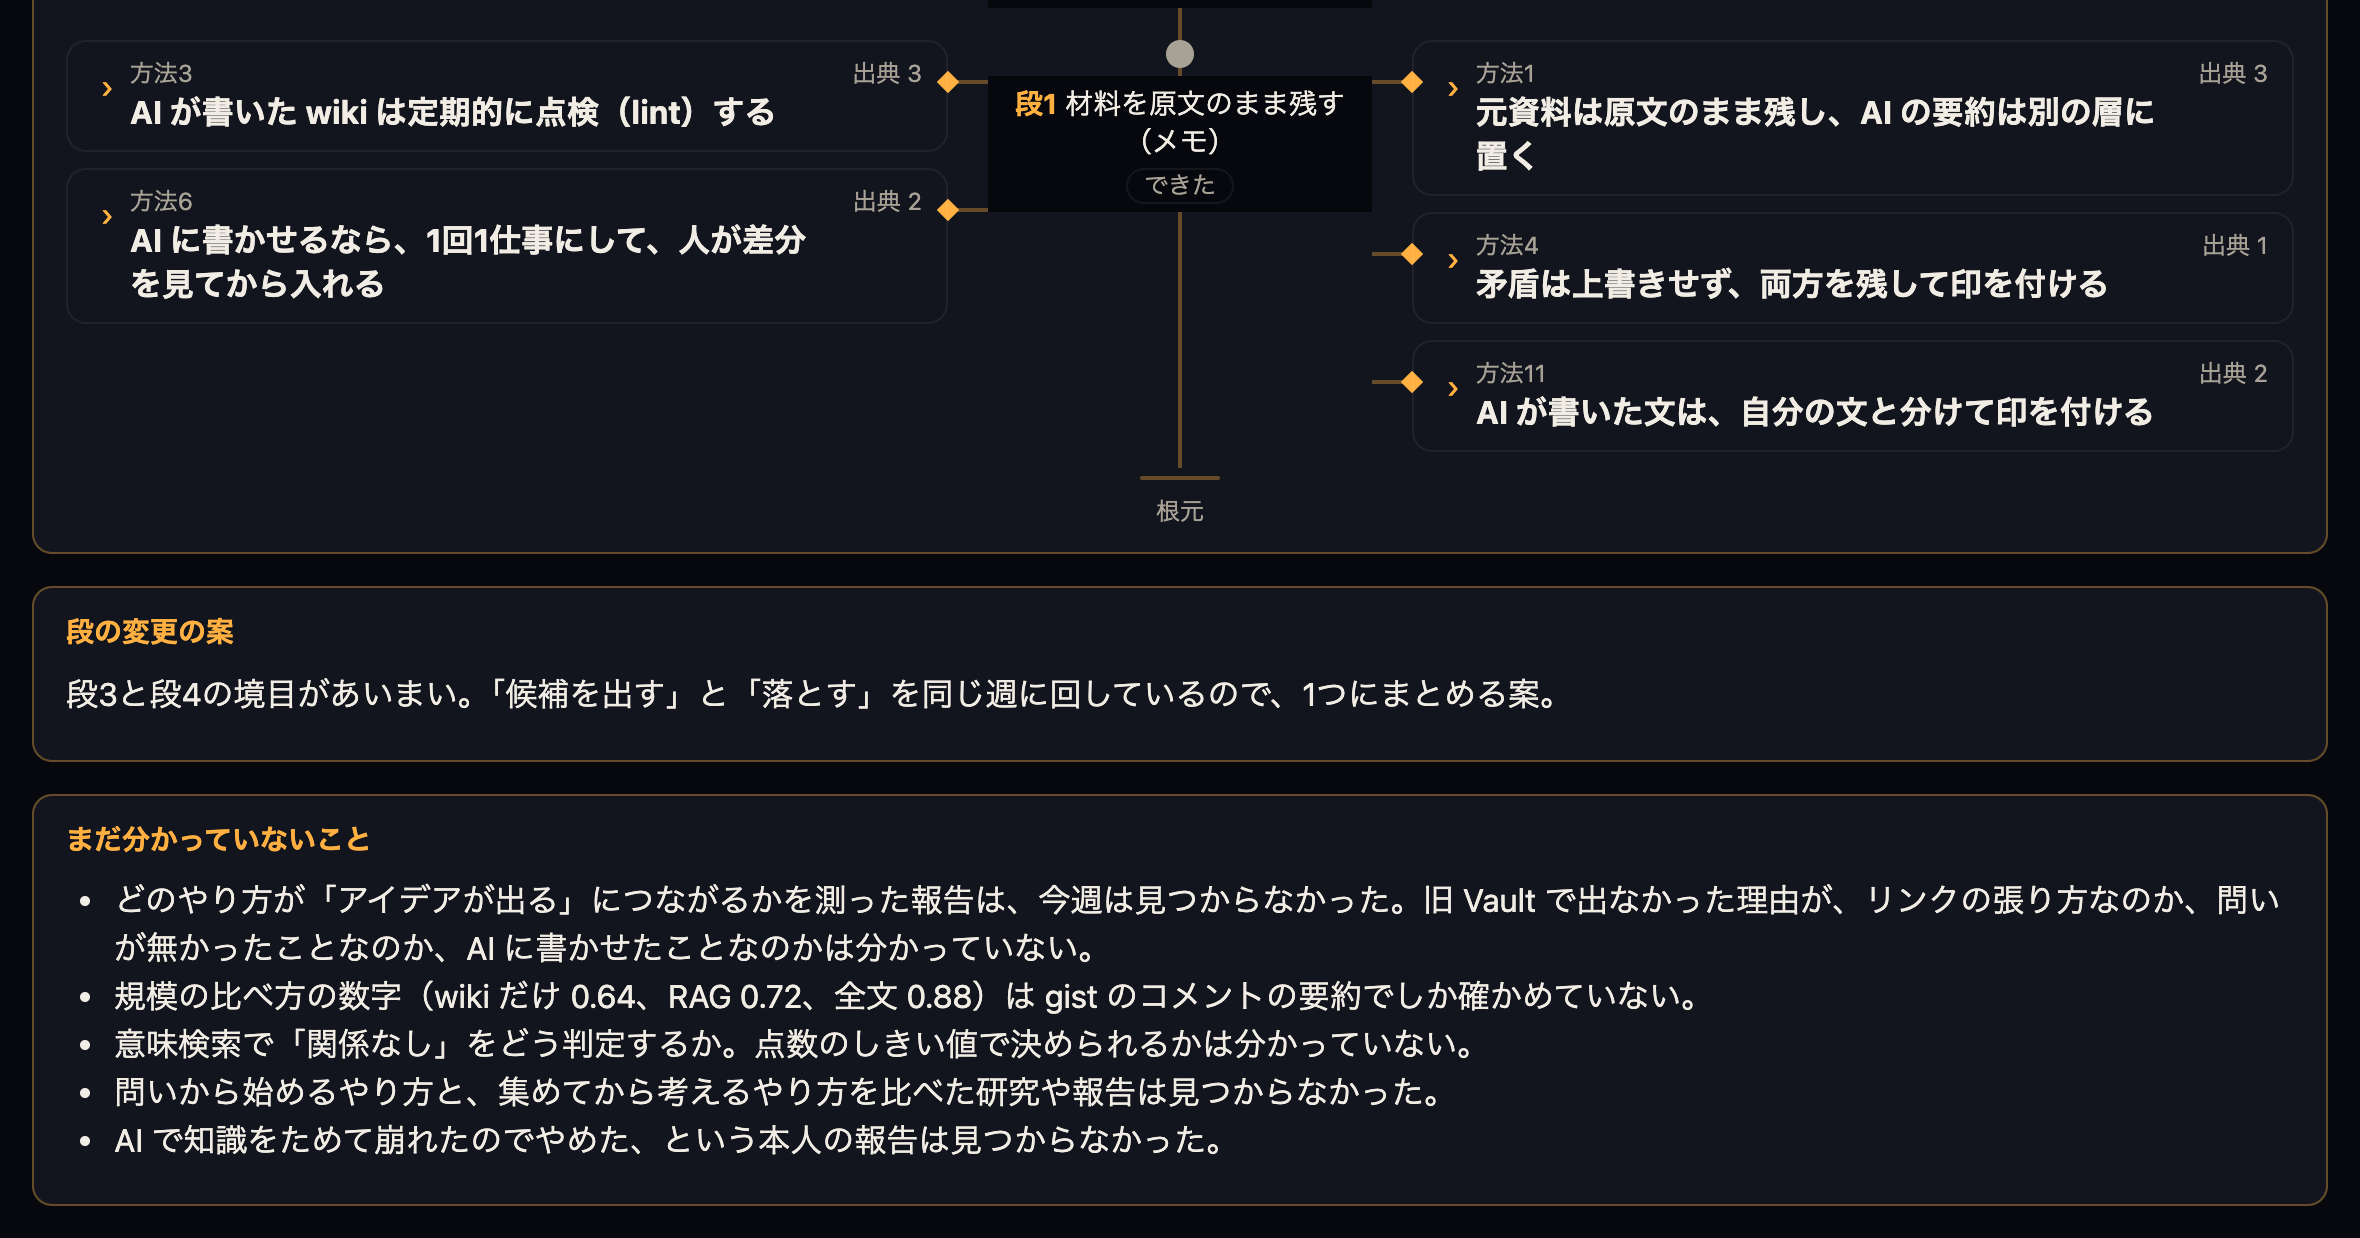 方法3
出典 3
AI が書いた wiki は定期的に点検（lint）する
方法6
出典 2
AI に書かせるなら、1回1仕事にして、人が差分
を見てから入れる
段1 材料を原文のまま残す
（メモ）
できた
方法1
出典 3
元資料は原文のまま残し、AI の要約は別の層に
置く
方法4
出典 1
矛盾は上書きせず、両方を残して印を付ける
方法11
出典 2
AI が書いた文は、自分の文と分けて印を付ける
根元
段の変更の案
段3と段4の境目があいまい。「候補を出す」と「落とす」を同じ週に回しているので、1つにまとめる案。
まだ分かっていないこと
• どのやり方が「アイデアが出る」につながるかを測った報告は、今週は見つからなかった。旧 Vault で出なかった理由が、リンクの張り方なのか、問い
が無かったことなのか、AI に書かせたことなのかは分かっていない。
• 規模の比べ方の数字（wiki だけ 0.64、RAG 0.72、全文 0.88）は gist のコメントの要約でしか確かめていない。
• 意味検索で「関係なし」をどう判定するか。点数のしきい値で決められるかは分かっていない。
• 問いから始めるやり方と、集めてから考えるやり方を比べた研究や報告は見つからなかった。
• AI で知識をためて崩れたのでやめた、という本人の報告は見つからなかった。